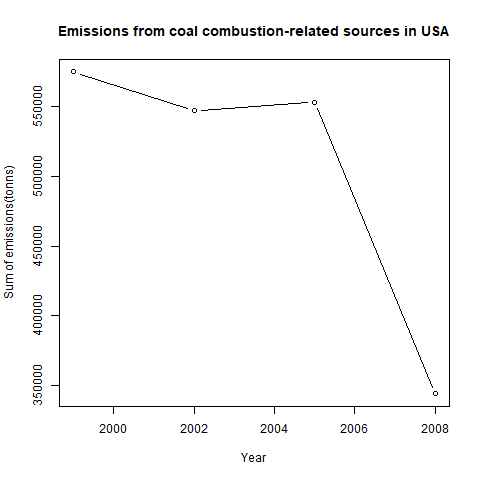 Emissions from coal combustion-related sources in USA
Sum of emissions(tonns)
550000
500000
450000
400000
350000
2000 2002 2004 2006 2008
Year